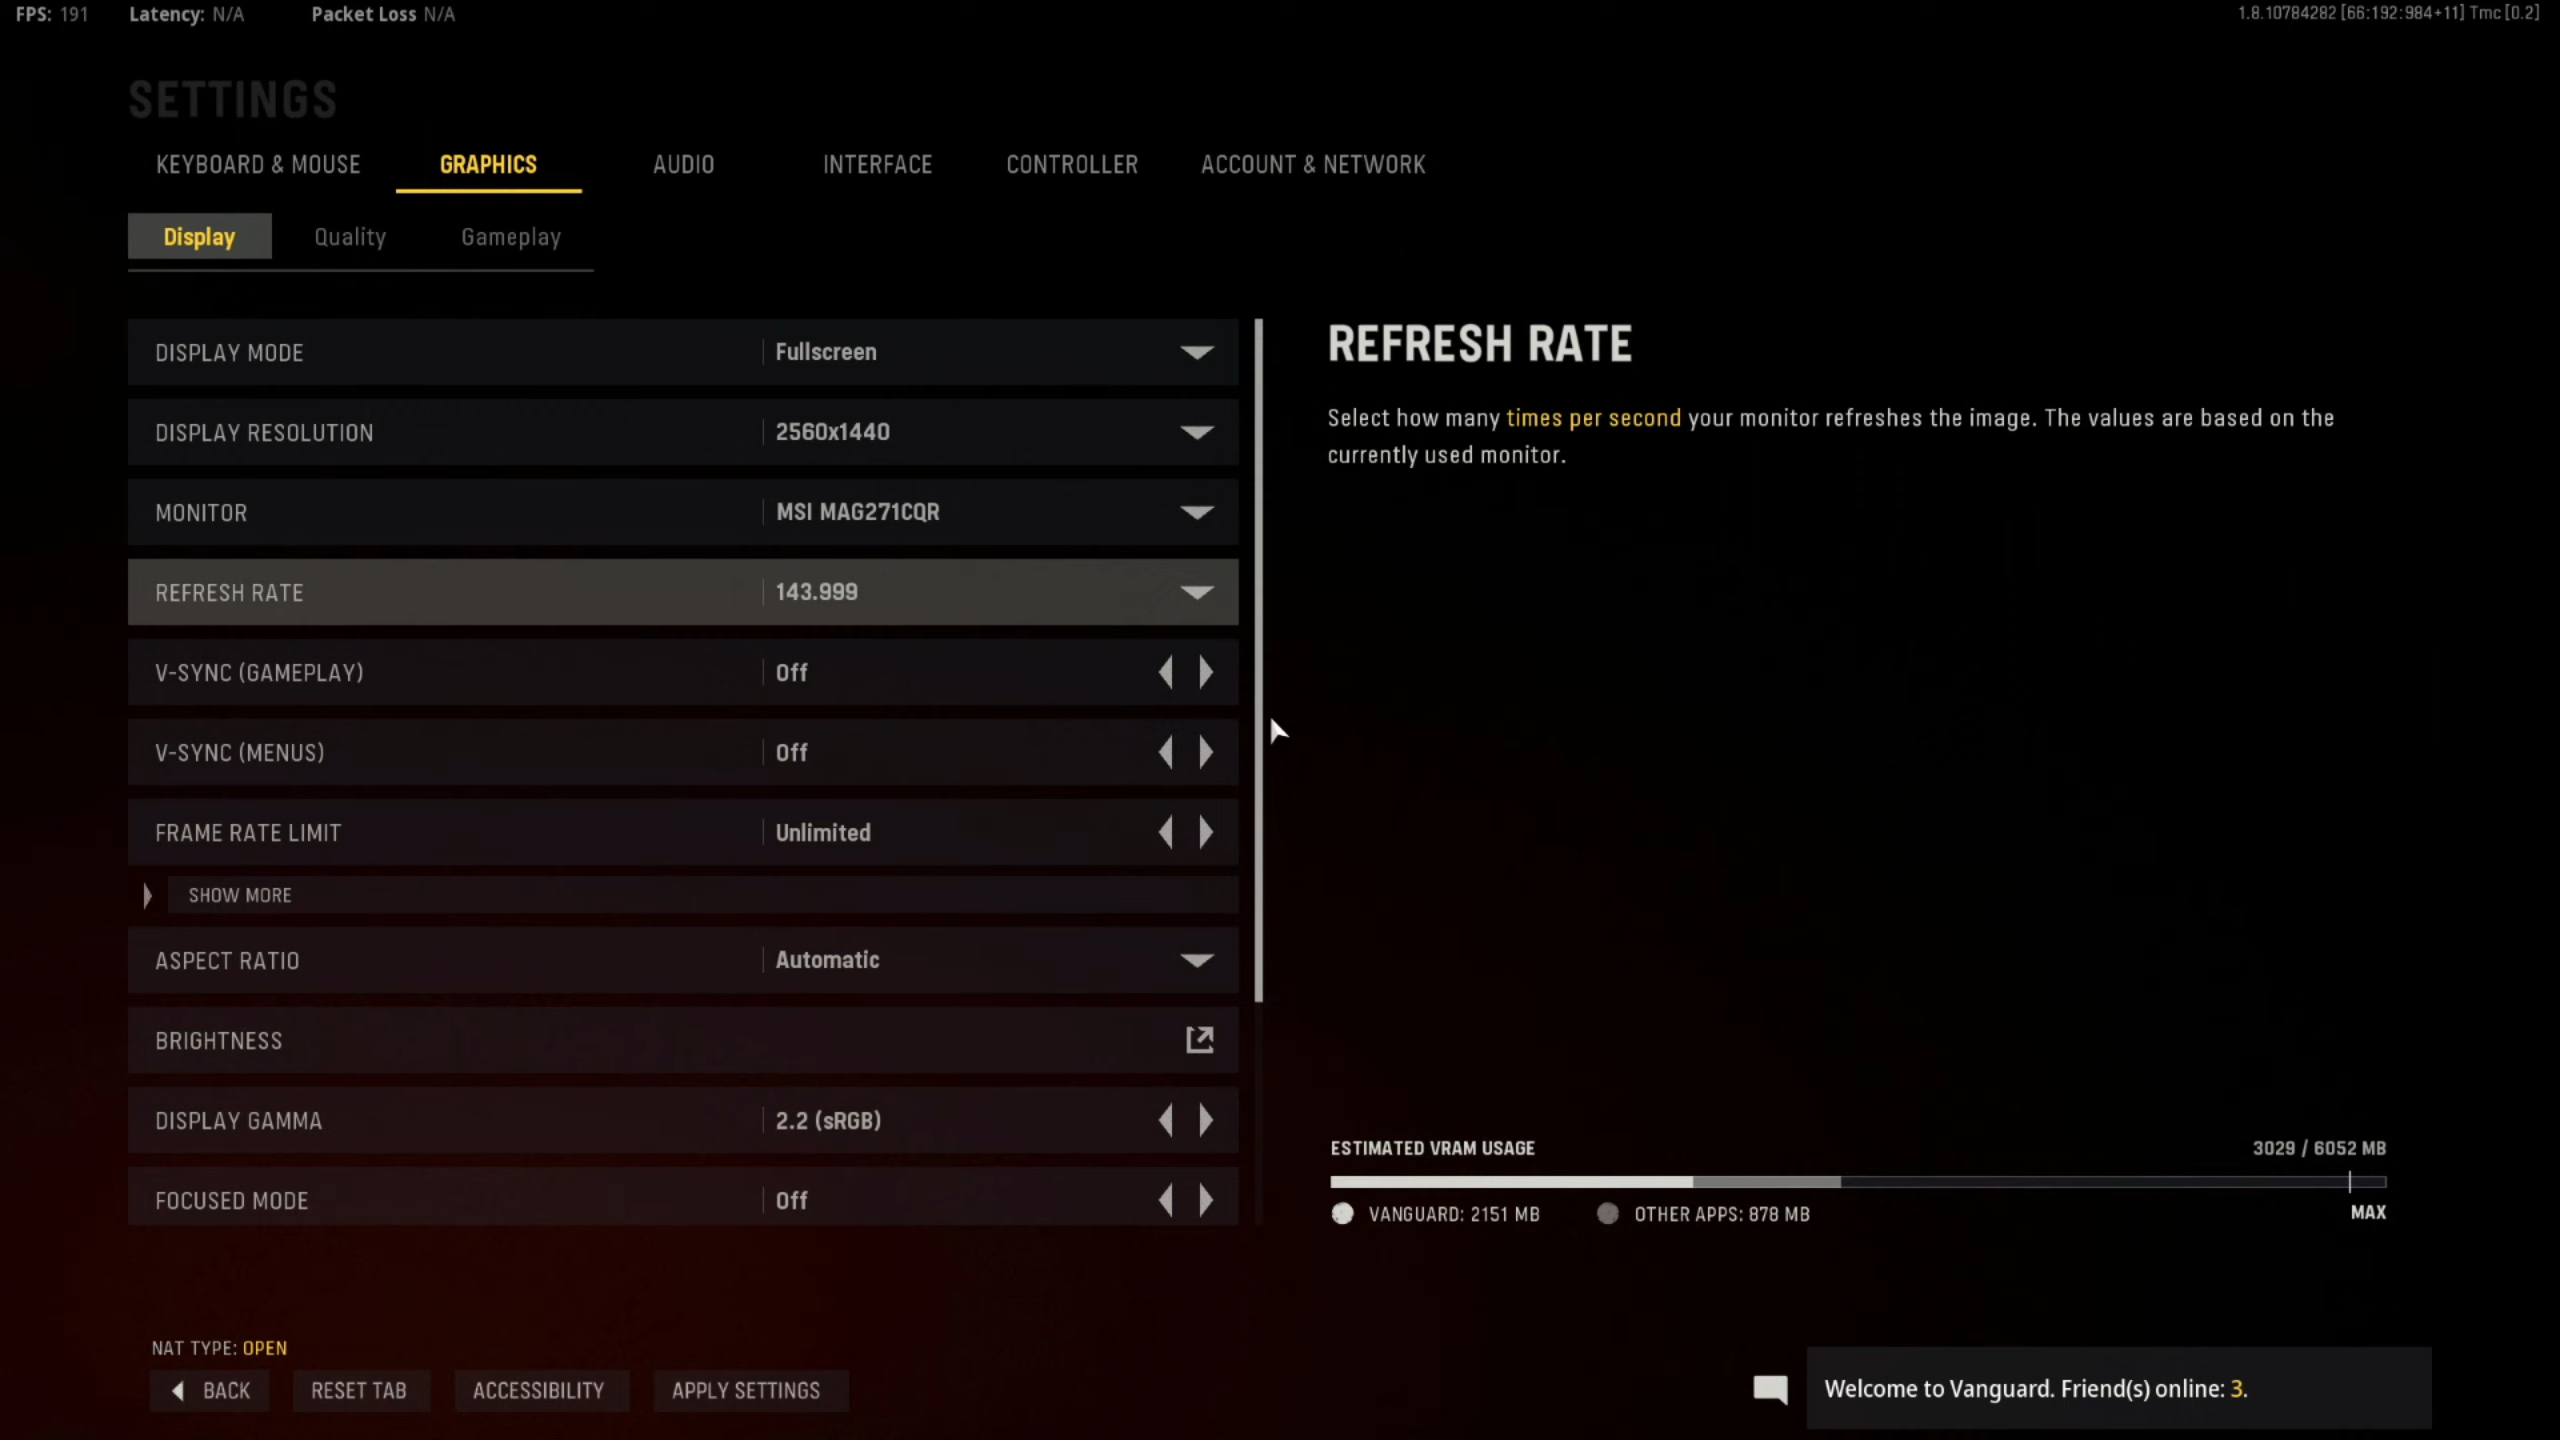 FPS: 191 Latency: N/A Packet Loss N/A
1.8.10784282 [66:192:984+11] Tmc [0.2]
SETTINGS
KEYBOARD & MOUSE GRAPHICS AUDIO INTERFACE CONTROLLER ACCOUNT & NETWORK
Display Quality Gameplay
DISPLAY MODE Fullscreen
DISPLAY RESOLUTION 2560x1440
MONITOR MSI MAG271CQR
REFRESH RATE 143.999
V-SYNC (GAMEPLAY) Off
V-SYNC (MENUS) Off
FRAME RATE LIMIT Unlimited
SHOW MORE
ASPECT RATIO Automatic
BRIGHTNESS
DISPLAY GAMMA 2.2 (sRGB)
FOCUSED MODE Off
REFRESH RATE
Select how many times per second your monitor refreshes the image. The values are based on the
currently used monitor.
ESTIMATED VRAM USAGE 3029 / 6052 MB
VANGUARD: 2151 MB OTHER APPS: 878 MB MAX
NAT TYPE: OPEN
BACK RESET TAB ACCESSIBILITY APPLY SETTINGS
Welcome to Vanguard. Friend(s) online: 3.